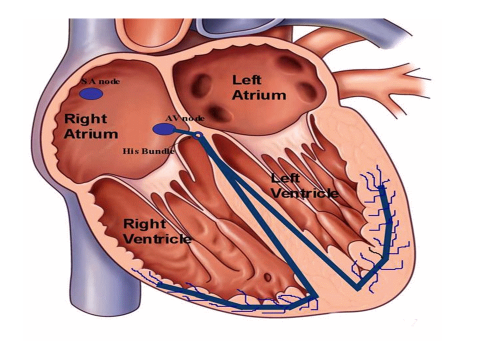 SA node
Left
Atrium
Right
Atrium
AV node
His Bundle
Left
Ventricle
Right
Ventricle